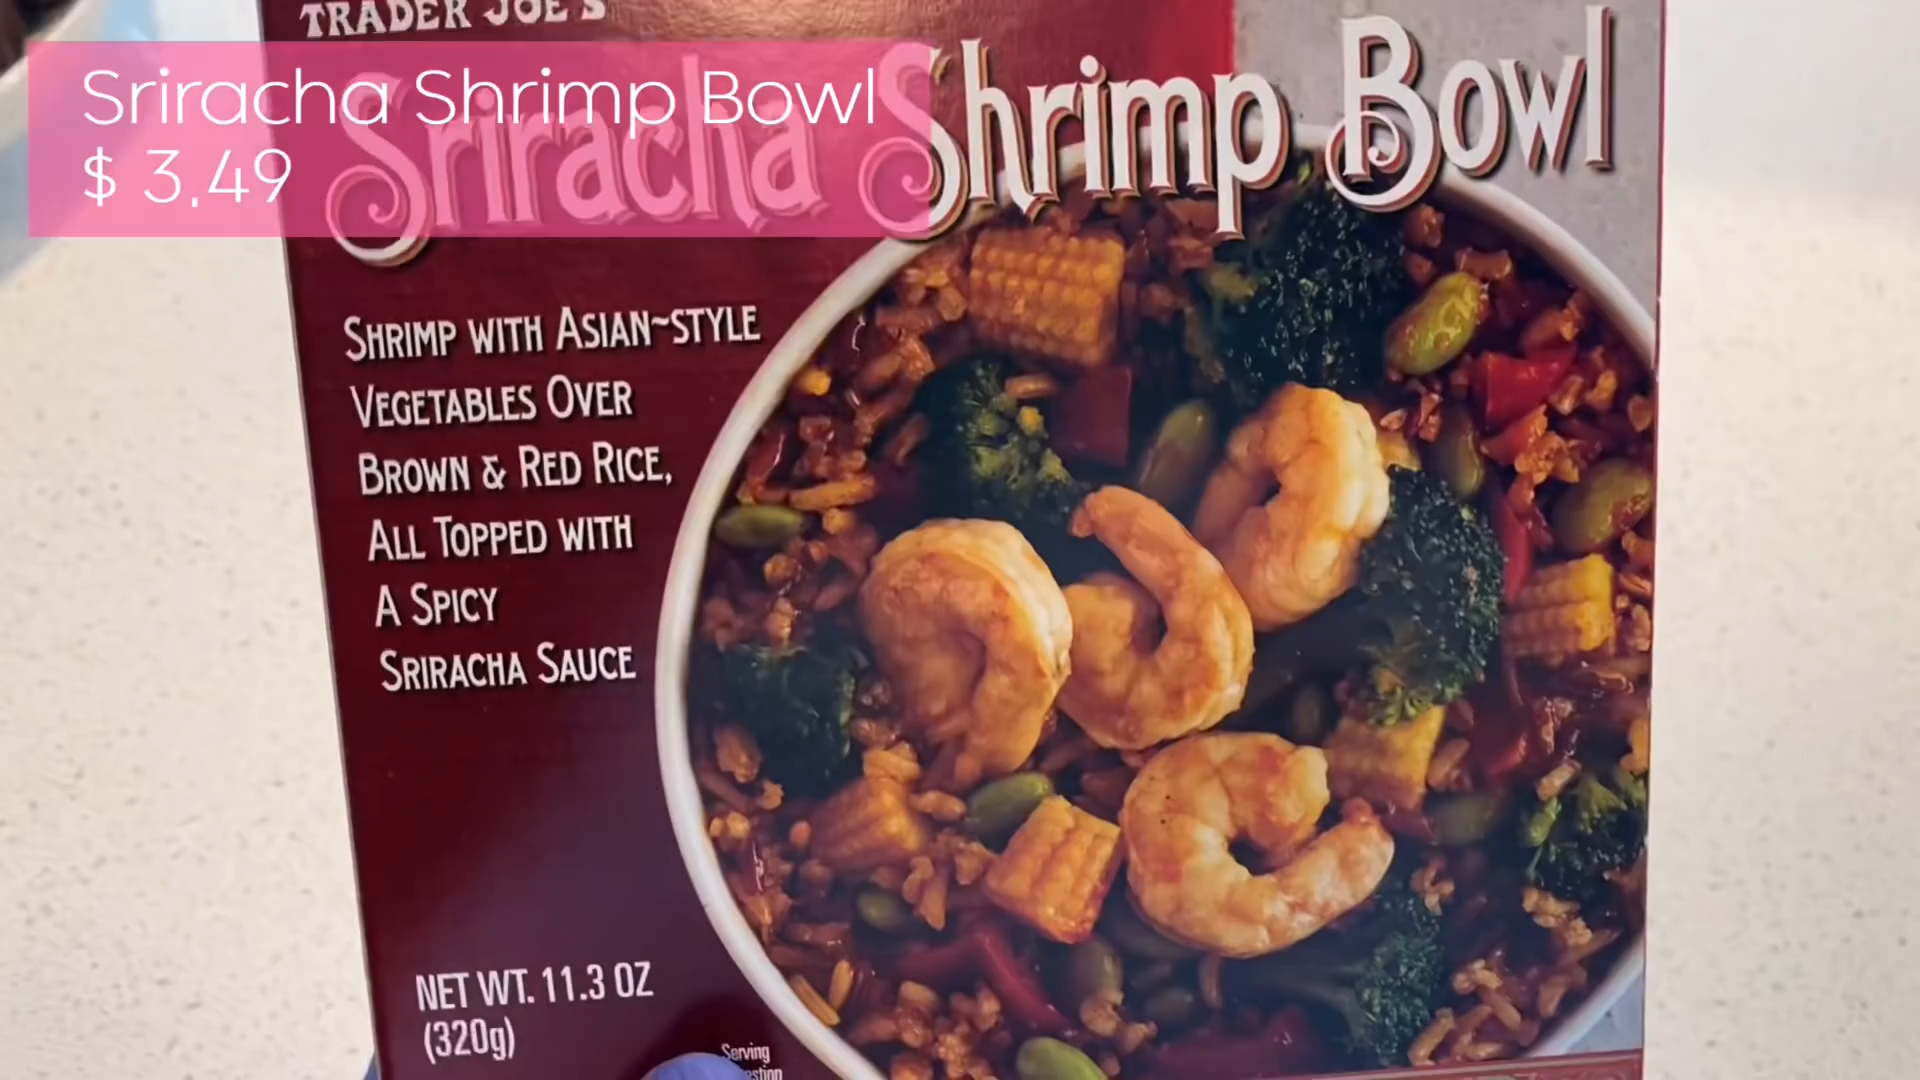 TRADER JOE'S
Sriracha Shrimp Bowl
$ 3.49
Sriracha Shrimp Bowl
SHRIMP WITH ASIAN~STYLE
VEGETABLES OVER
BROWN & RED RICE,
ALL TOPPED WITH
A SPICY
SRIRACHA SAUCE
NET WT. 11.3 OZ
(320g)
Serving